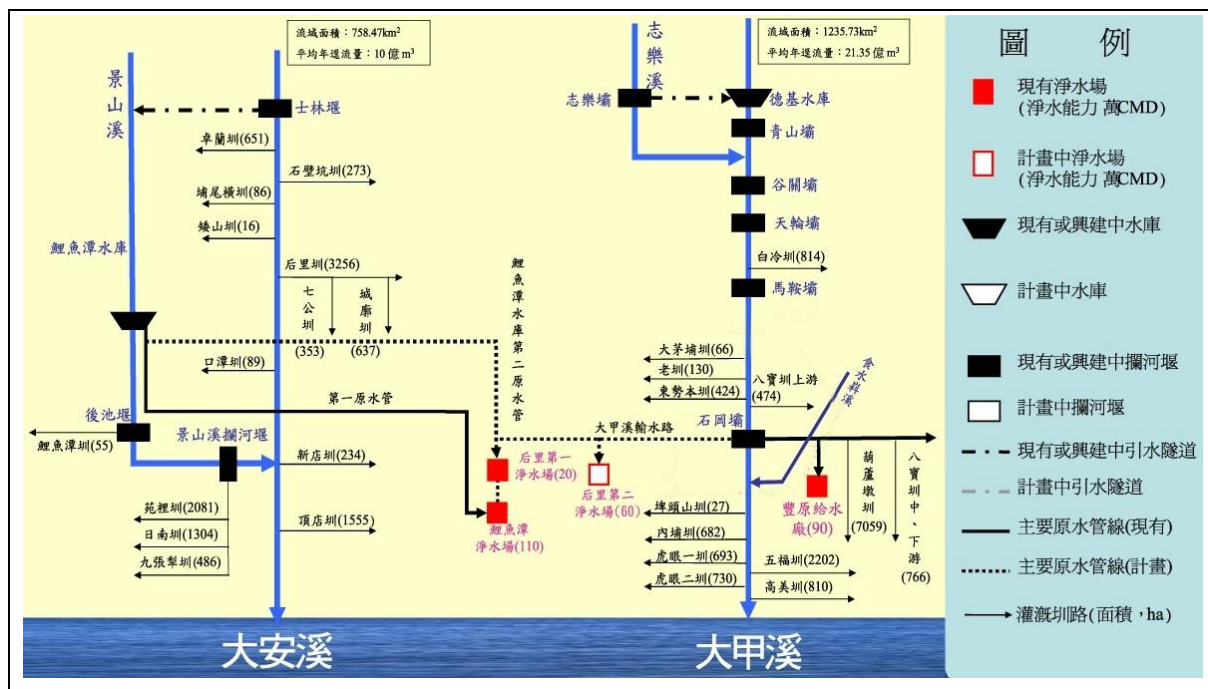 流域面積：758.47km²
平均年逕流量：10 億 m³
景山溪
士林堰
卓蘭圳(651)
石壁坑圳(273)
埔尾橫圳(86)
矮山圳(16)
鯉魚潭水庫
后里圳(3256)
七公圳
(353)
城廓圳
(637)
口潭圳(89)
第一原水管
後池堰
鯉魚潭圳(55)
景山溪攔河堰
新店圳(234)
苑裡圳(2081)
日南圳(1304)
九張犁圳(486)
頂店圳(1555)
大安溪
鯉魚潭水庫第二原水管
后里第一
淨水場(20)
鯉魚潭
淨水場(110)
大甲溪輸水路
后里第二
淨水場(60)
流域面積：1235.73km²
平均年逕流量：21.35 億 m³
志樂溪
志樂壩
德基水庫
青山壩
谷關壩
天輪壩
白冷圳(814)
馬鞍壩
大茅埔圳(66)
老圳(130)
東勢本圳(424)
八寶圳上游
(474)
食水嵙溪
石岡壩
豐原給水
廠(90)
葫蘆墩圳
(7059)
八寶圳中、下游
(766)
埤頭山圳(27)
內埔圳(682)
虎眼一圳(693)
虎眼二圳(730)
五福圳(2202)
高美圳(810)
大甲溪
圖 例
現有淨水場
(淨水能力 萬CMD)
計畫中淨水場
(淨水能力 萬CMD)
現有或興建中水庫
計畫中水庫
現有或興建中攔河堰
計畫中攔河堰
現有或興建中引水隧道
計畫中引水隧道
主要原水管線(現有)
主要原水管線(計畫)
灌溉圳路(面積，ha)